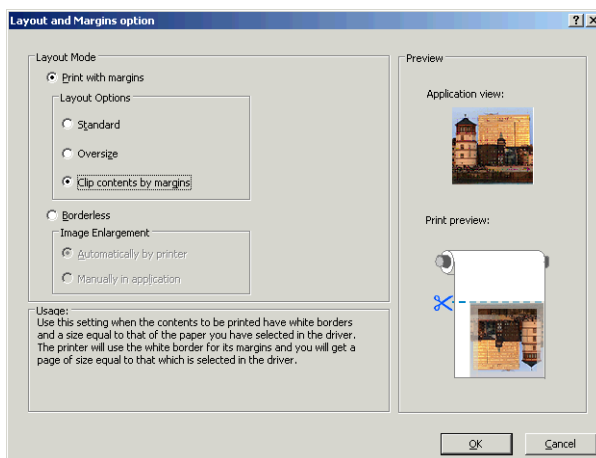 Layout and Margins option
Layout Mode
Print with margins
Layout Options
Standard
Oversize
Clip contents by margins
Borderless
Image Enlargement
Automatically by printer
Manually in application
Usage:
Use this setting when the contents to be printed have white borders
and a size equal to that of the paper you have selected in the driver.
The printer will use the white border for its margins and you will get a
page of size equal to that which is selected in the driver.
Preview
Application view:
Print preview:
OK
Cancel